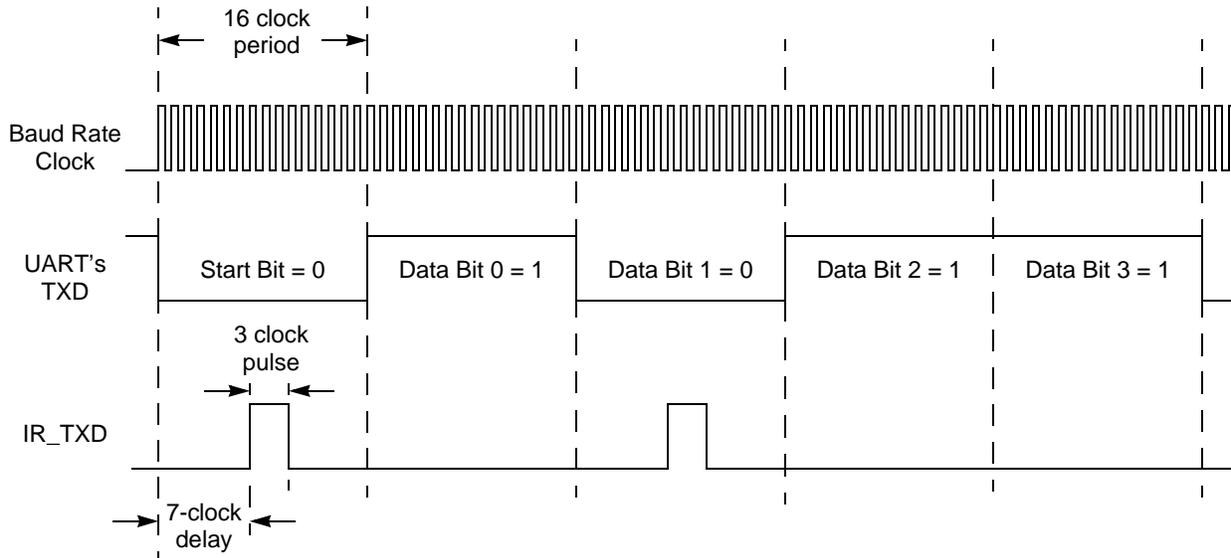 16 clock
period
Baud Rate
Clock
UART's
TXD
Start Bit = 0
Data Bit 0 = 1
Data Bit 1 = 0
Data Bit 2 = 1
Data Bit 3 = 1
3 clock
pulse
IR_TXD
7-clock
delay